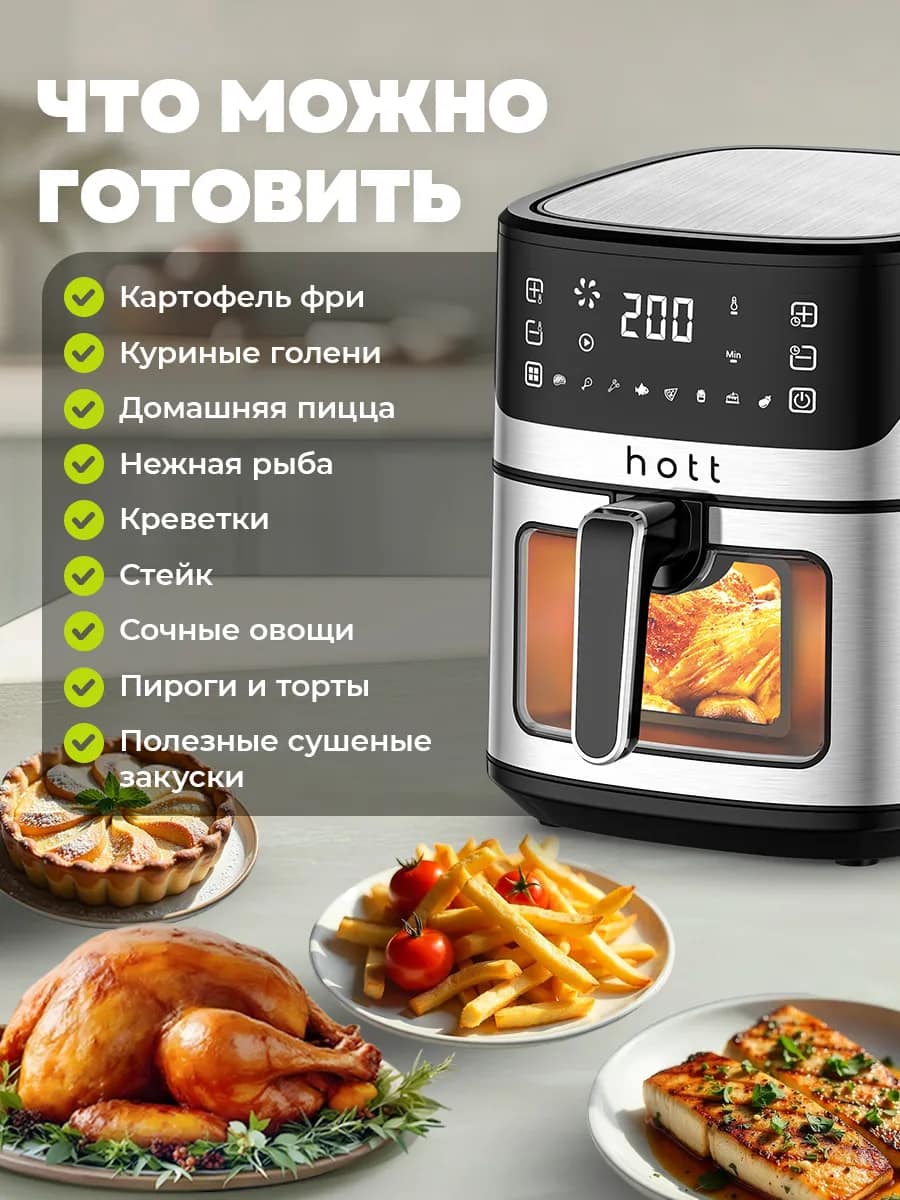 ЧТО МОЖНО
ГОТОВИТЬ
Картофель фри
Куриные голени
Домашняя пицца
Нежная рыба
Креветки
Стейк
Сочные овощи
Пироги и торты
Полезные сушеные
закуски
200
Min
hott